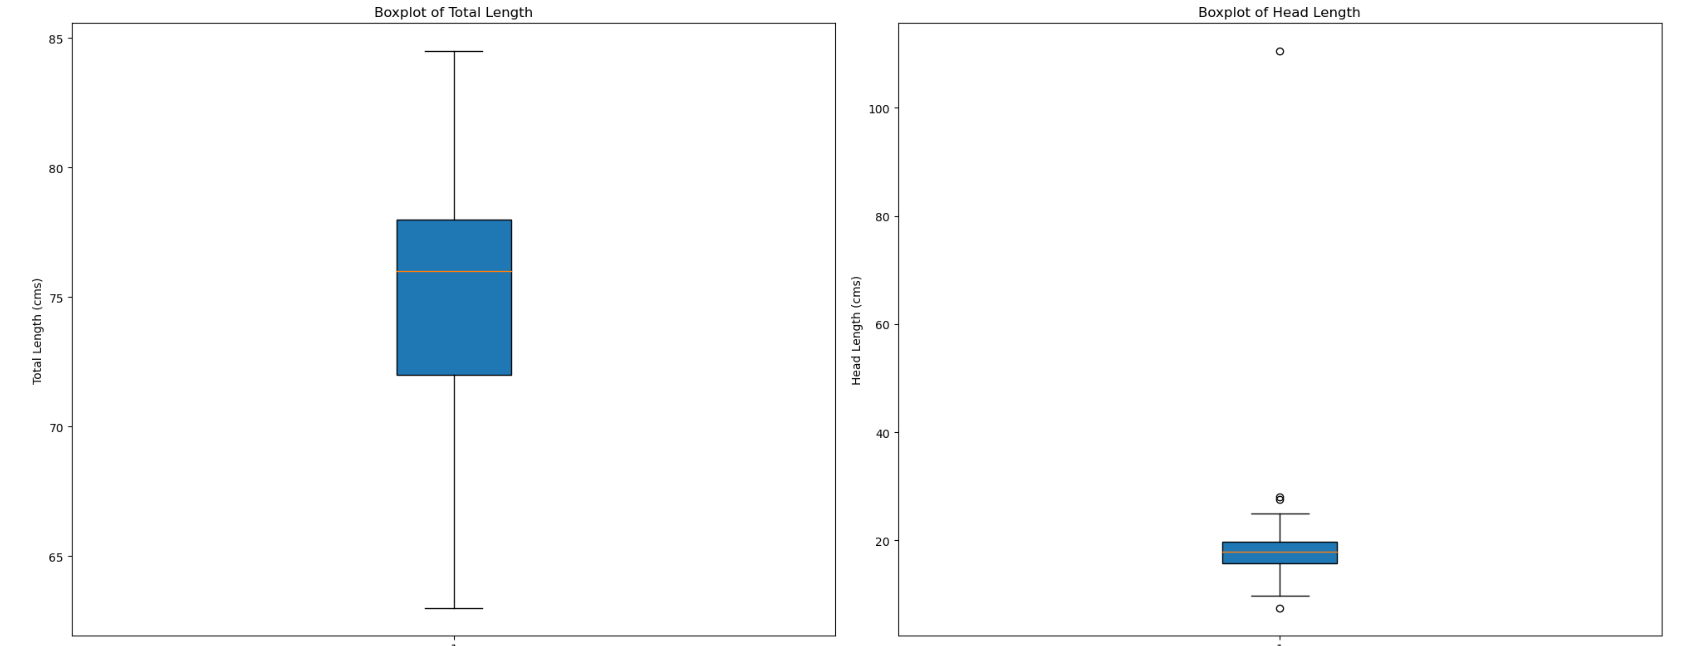 Boxplot of Total Length
85
80
75
70
65
Total Length (cms)
Boxplot of Head Length
100
80
60
40
20
Head Length (cms)